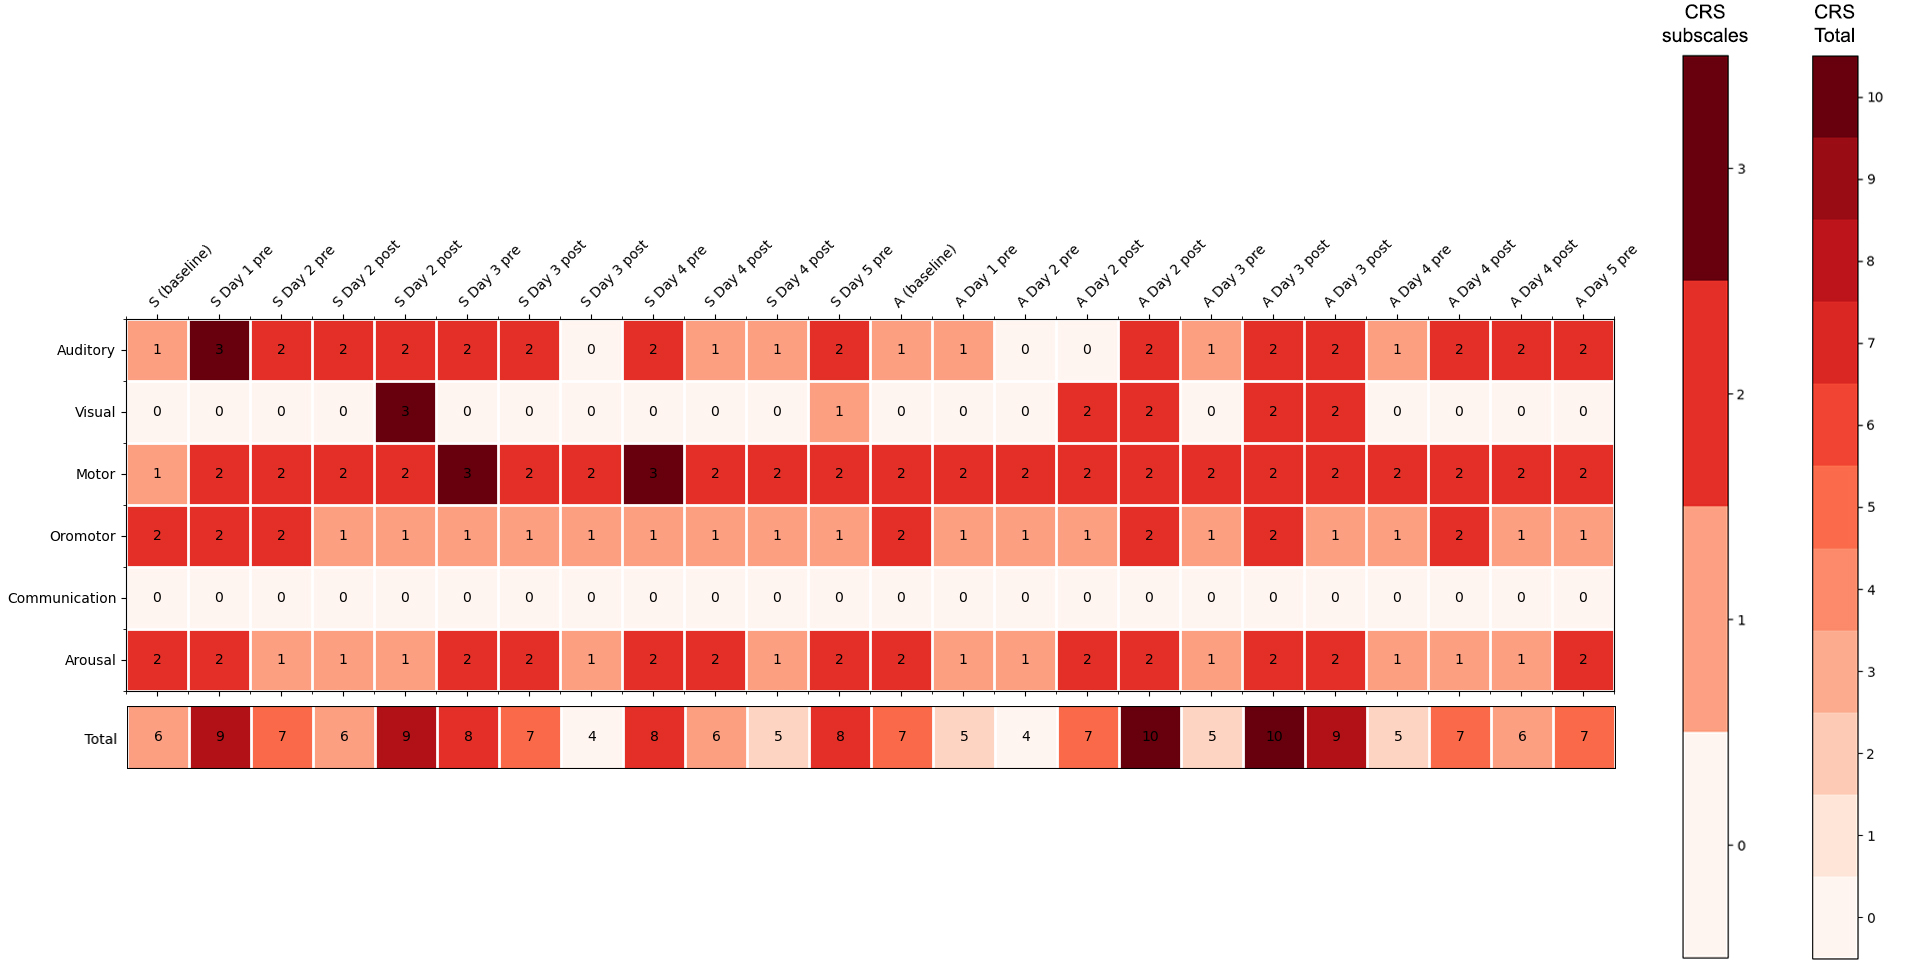 CRS
subscales
CRS
Total
S (baseline)
S Day 1 pre
S Day 2 pre
S Day 2 post
S Day 2 post
S Day 3 pre
S Day 3 post
S Day 3 post
S Day 4 pre
S Day 4 post
S Day 4 post
S Day 5 pre
A (baseline)
A Day 1 pre
A Day 2 pre
A Day 2 post
A Day 2 post
A Day 3 pre
A Day 3 post
A Day 3 post
A Day 4 pre
A Day 4 post
A Day 4 post
A Day 5 pre
Auditory 1 3 2 2 2 2 2 0 2 1 1 2 1 1 0 0 2 1 2 2 1 2 2 2
Visual 0 0 0 0 3 0 0 0 0 0 0 1 0 0 0 2 2 0 2 2 0 0 0 0
Motor 1 2 2 2 2 3 2 2 3 2 2 2 2 2 2 2 2 2 2 2 2 2 2 2
Oromotor 2 2 2 1 1 1 1 1 1 1 1 1 2 1 1 1 2 1 2 1 1 2 1 1
Communication 0 0 0 0 0 0 0 0 0 0 0 0 0 0 0 0 0 0 0 0 0 0 0 0
Arousal 2 2 1 1 1 2 2 1 2 2 1 2 2 1 1 2 2 1 2 2 1 1 1 2
Total 6 9 7 6 9 8 7 4 8 6 5 8 7 5 4 7 10 5 10 9 5 7 6 7
3
2
1
0
10
9
8
7
6
5
4
3
2
1
0